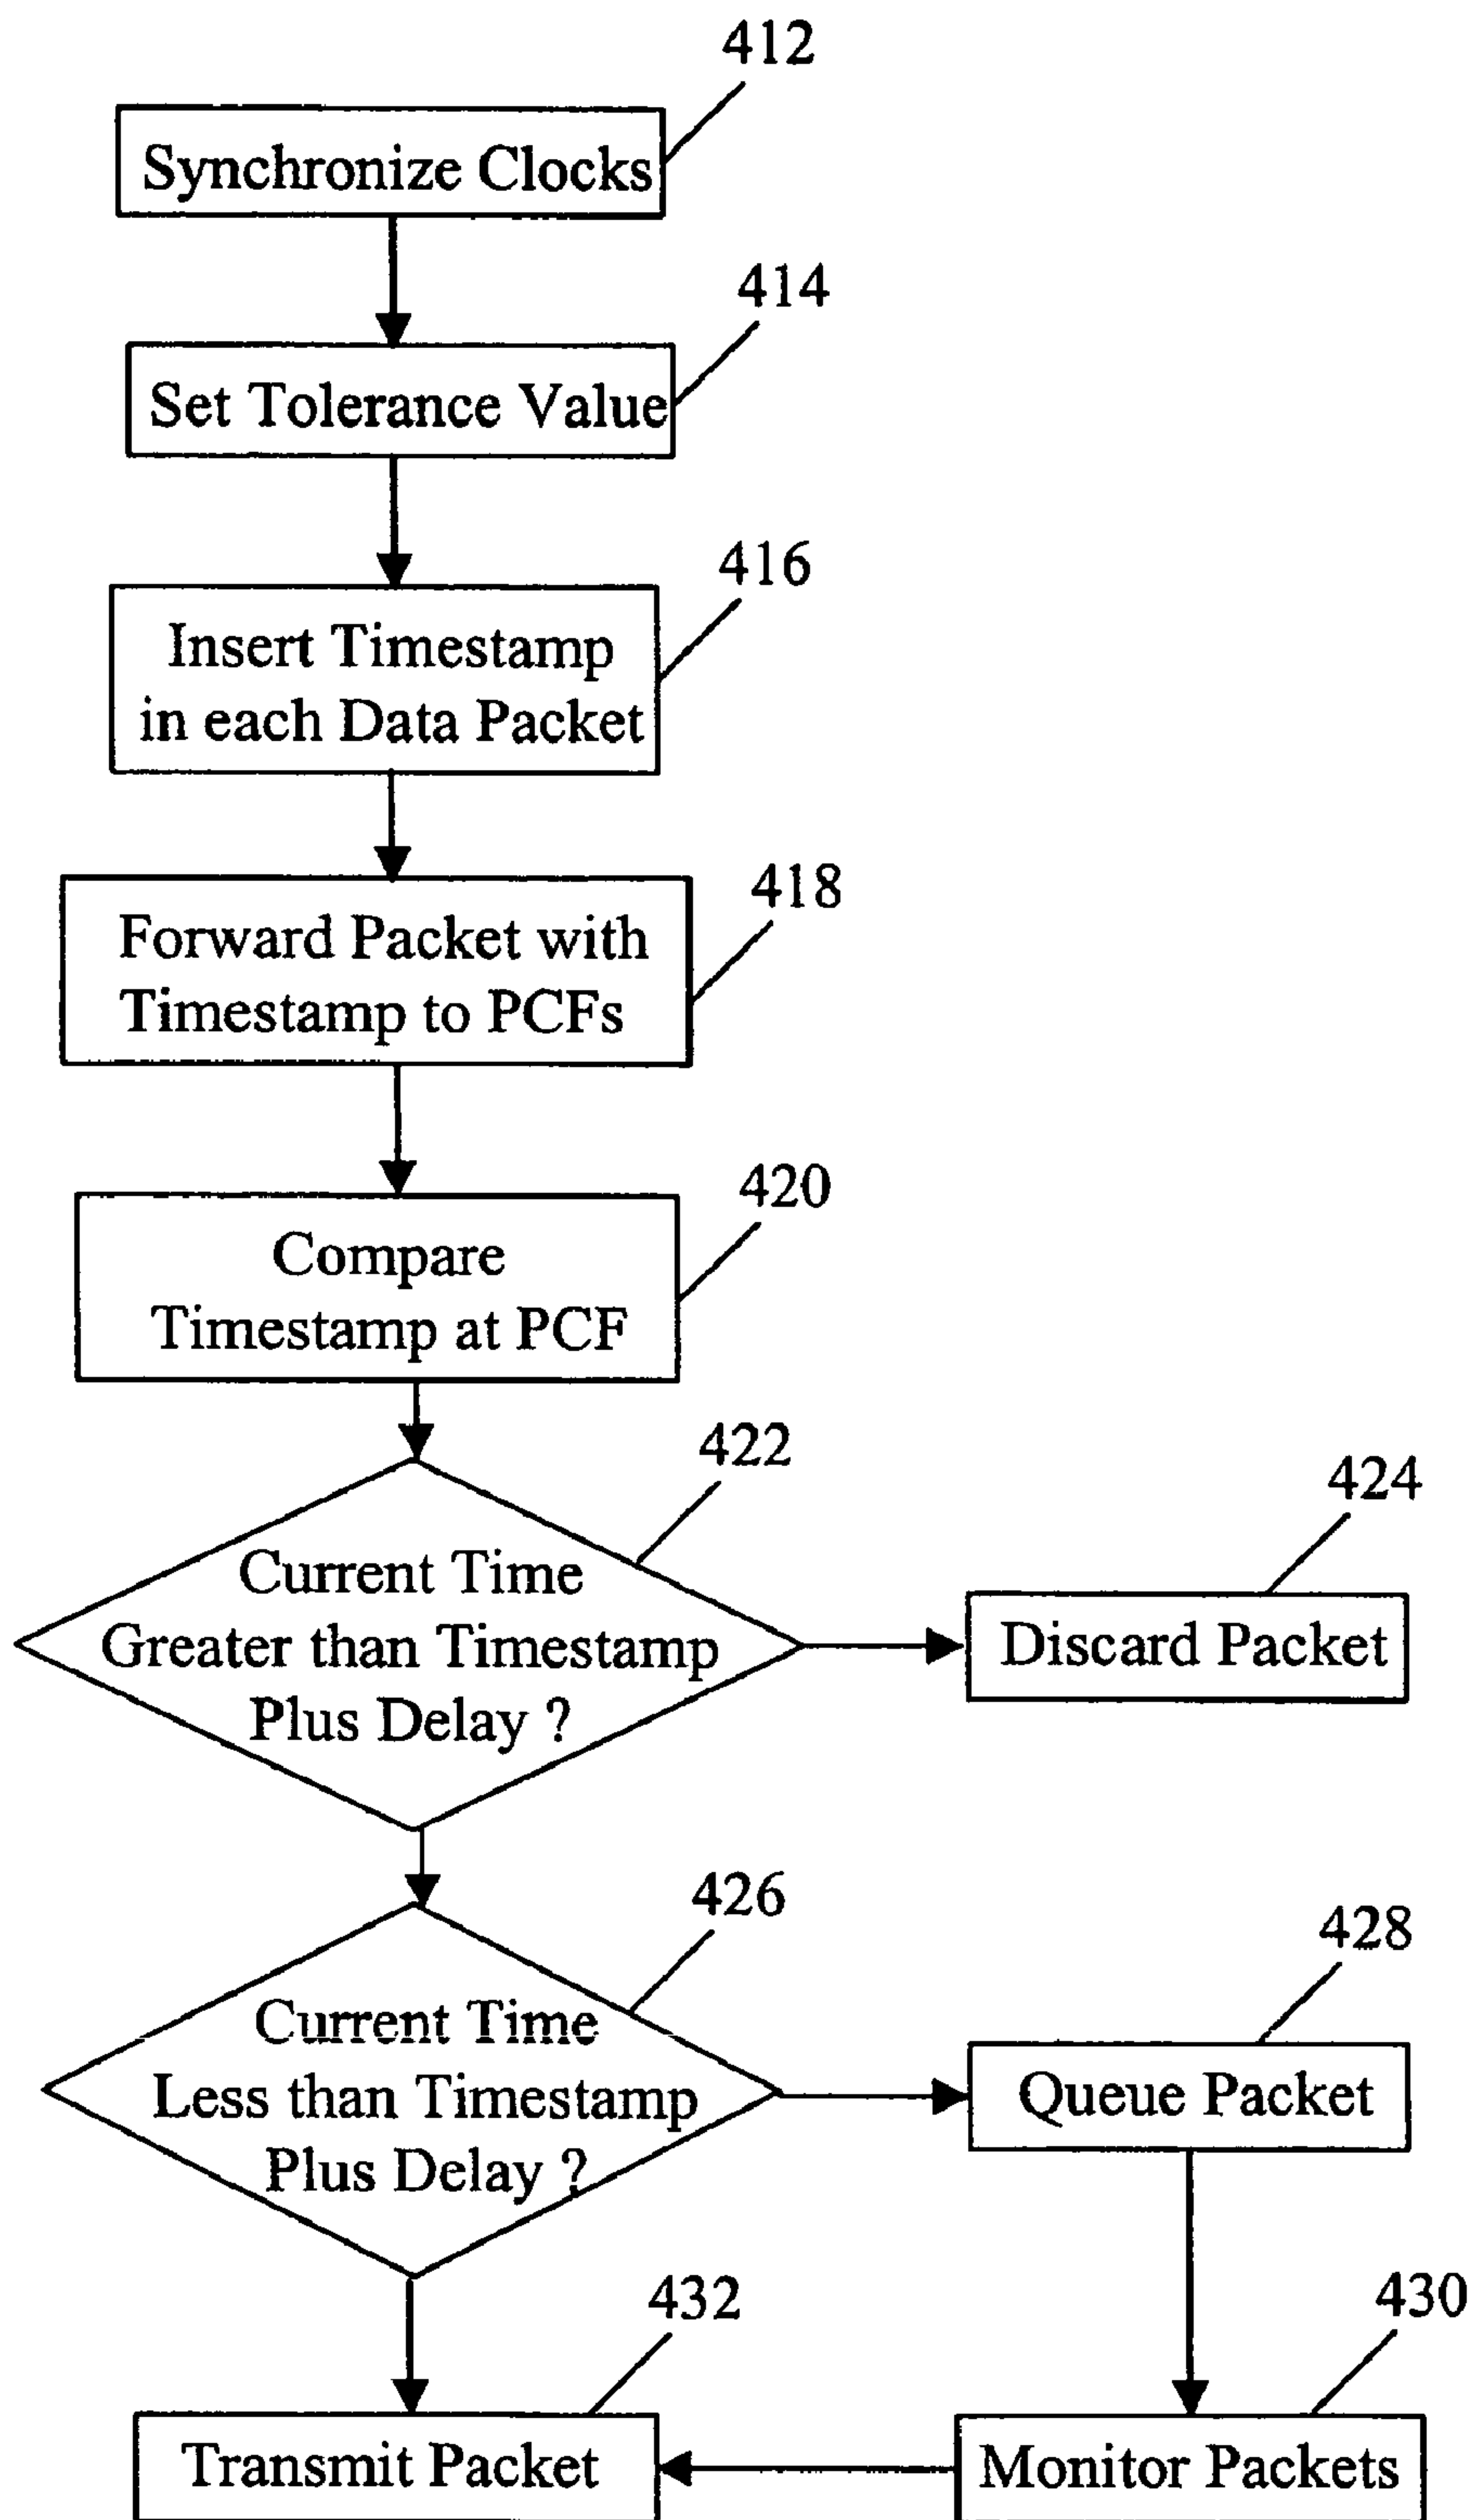 412
Synchronize Clocks
414
Set Tolerance Value
416
Insert Timestamp
in each Data Packet
418
Forward Packet with
Timestamp to PCFs
420
Compare
Timestamp at PCF
422
Current Time
Greater than Timestamp
Plus Delay ?
424
Discard Packet
426
Current Time
Less than Timestamp
Plus Delay ?
428
Queue Packet
432
Transmit Packet
430
Monitor Packets